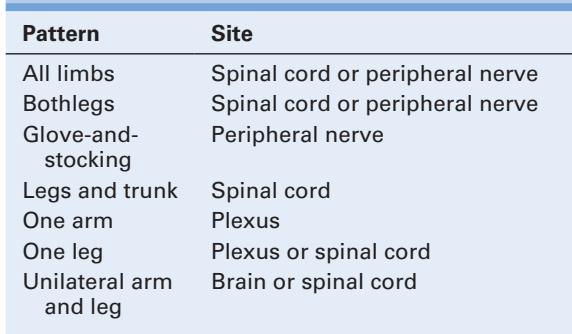 Pattern Site
All limbs Spinal cord or peripheral nerve
Bothlegs Spinal cord or peripheral nerve
Glove-and- Peripheral nerve
stocking
Legs and trunk Spinal cord
One arm Plexus
One leg Plexus or spinal cord
Unilateral arm Brain or spinal cord
and leg